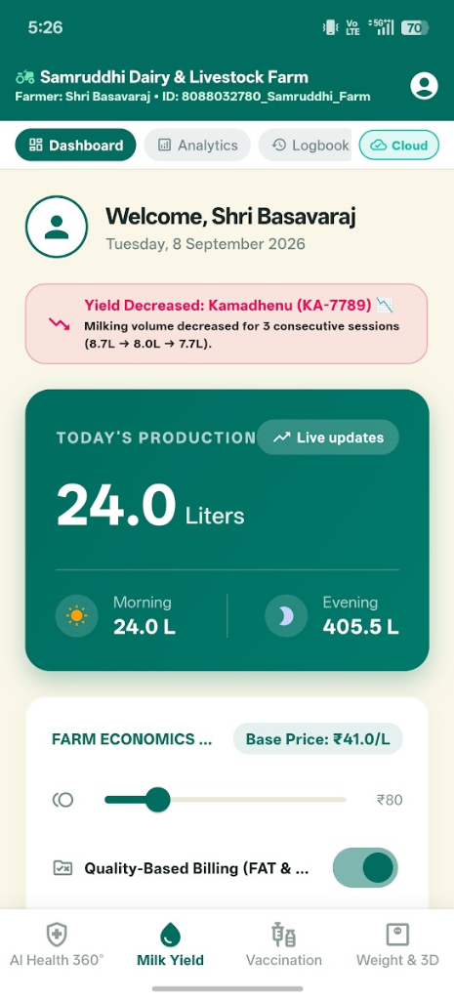 5:26
Vo LTE 5G 70
Samruddhi Dairy & Livestock Farm
Farmer: Shri Basavaraj • ID: 8088032780_Samruddhi_Farm
Dashboard Analytics Logbook Cloud
Welcome, Shri Basavaraj
Tuesday, 8 September 2026
Yield Decreased: Kamadhenu (KA-7789) 📉
Milking volume decreased for 3 consecutive sessions
(8.7L → 8.0L → 7.7L).
TODAY'S PRODUCTION Live updates
24.0 Liters
Morning Evening
24.0 L 405.5 L
FARM ECONOMICS ... Base Price: ₹41.0/L
₹80
Quality-Based Billing (FAT & ...
AI Health 360° Milk Yield Vaccination Weight & 3D